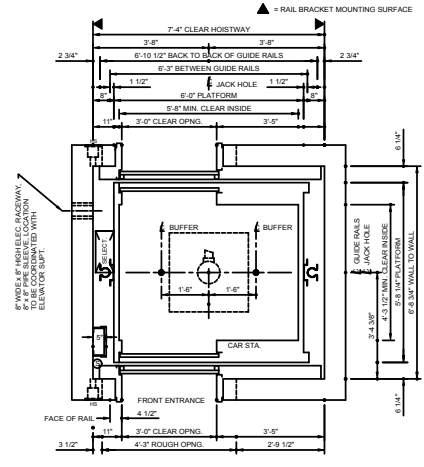 = RAIL BRACKET MOUNTING SURFACE
7'-4" CLEAR HOISTWAY
3'-8" 3'-8"
2 3/4" 6'-10 1/2" BACK TO BACK OF GUIDE RAILS 2 3/4"
6'-3" BETWEEN GUIDE RAILS
1 1/2" JACK HOLE 1 1/2"
8" 6'-0" PLATFORM 8"
5'-8" MIN. CLEAR INSIDE
11" 3'-0" CLEAR OPNG. 3'-5"
HS
6 1/4"
8" WIDE x 8" HIGH ELEC. RACEWAY,
8" x 8" PIPE SLEEVE, LOCATION
TO BE COORDINATED WITH
ELEVATOR SUPT.
SELECT
BUFFER BUFFER
1'-6" 1'-6"
GUIDE RAILS
JACK HOLE
3'-4 3/8"
4'-3 1/2" MIN. CLEAR INSIDE
5'-8 1/4" PLATFORM
6'-8 3/4" WALL TO WALL
5"
CAR STA.
HS
6 1/4"
FRONT ENTRANCE
FACE OF RAIL 4 1/2"
11" 3'-0" CLEAR OPNG. 3'-5"
3 1/2" 4'-3" ROUGH OPNG. 2'-9 1/2"